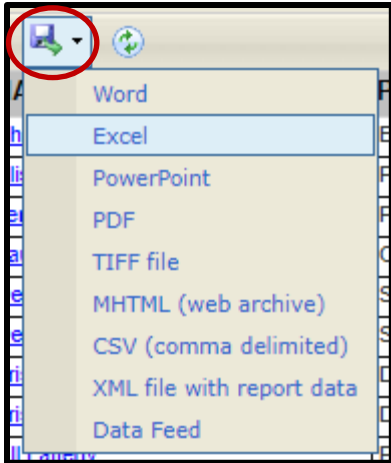 Word
Excel
PowerPoint
PDF
TIFF file
MHTML (web archive)
CSV (comma delimited)
XML file with report data
Data Feed